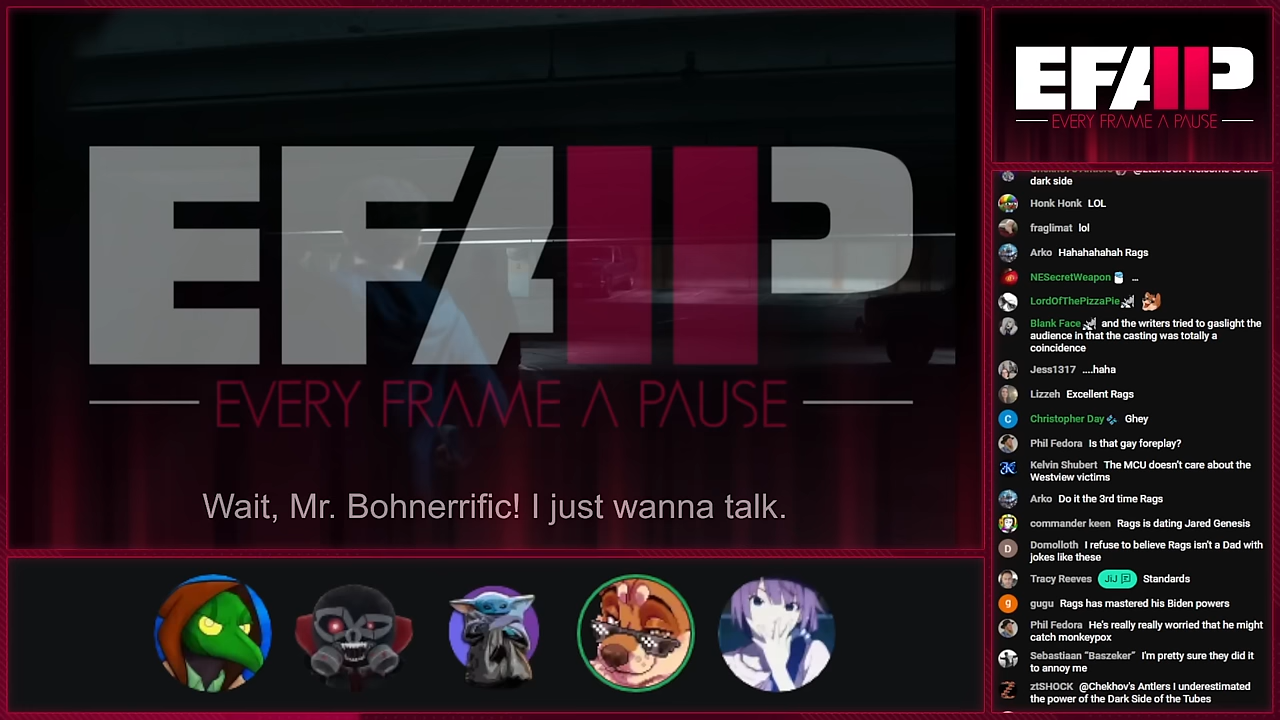 EFAP
EVERY FRAME A PAUSE
Wait, Mr. Bohnerrific! I just wanna talk.
EFAP
EVERY FRAME A PAUSE
dark side
Honk Honk LOL
fraglimat lol
Arko Hahahahahah Rags
NESecretWeapon ...
LordOfThePizzaPie
Blank Face and the writers tried to gaslight the
audience in that the casting was totally a
coincidence
Jess1317 ....haha
Lizzeh Excellent Rags
C Christopher Day Ghey
Phil Fedora Is that gay foreplay?
Kelvin Shubert The MCU doesn't care about the
Westview victims
Arko Do it the 3rd time Rags
commander keen Rags is dating Jared Genesis
D Domolloth I refuse to believe Rags isn't a Dad with
jokes like these
Tracy Reeves JiJ Standards
g gugu Rags has mastered his Biden powers
Phil Fedora He's really really worried that he might
catch monkeypox
Sebastiaan "Baszeker" I'm pretty sure they did it
to annoy me
ztSHOCK @Chekhov's Antlers I underestimated
the power of the Dark Side of the Tubes